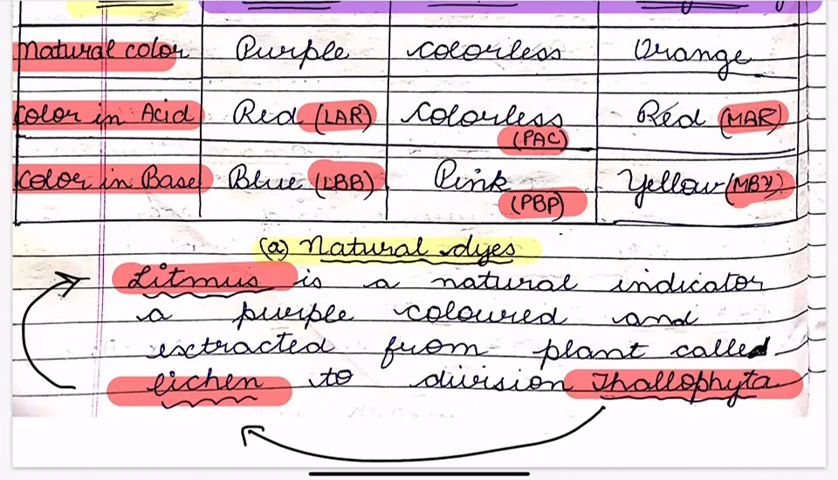 Natural color Purple colorless Orange
Color in Acid Red (LAR) Colorless (PAC) Red (MAR)
Color in Base Blue (LBB) Pink (PBP) Yellow (MBY)
(a) Natural dyes
Litmus is a natural indicator
a purple coloured and
extracted from plant called
lichen to division Thallophyta